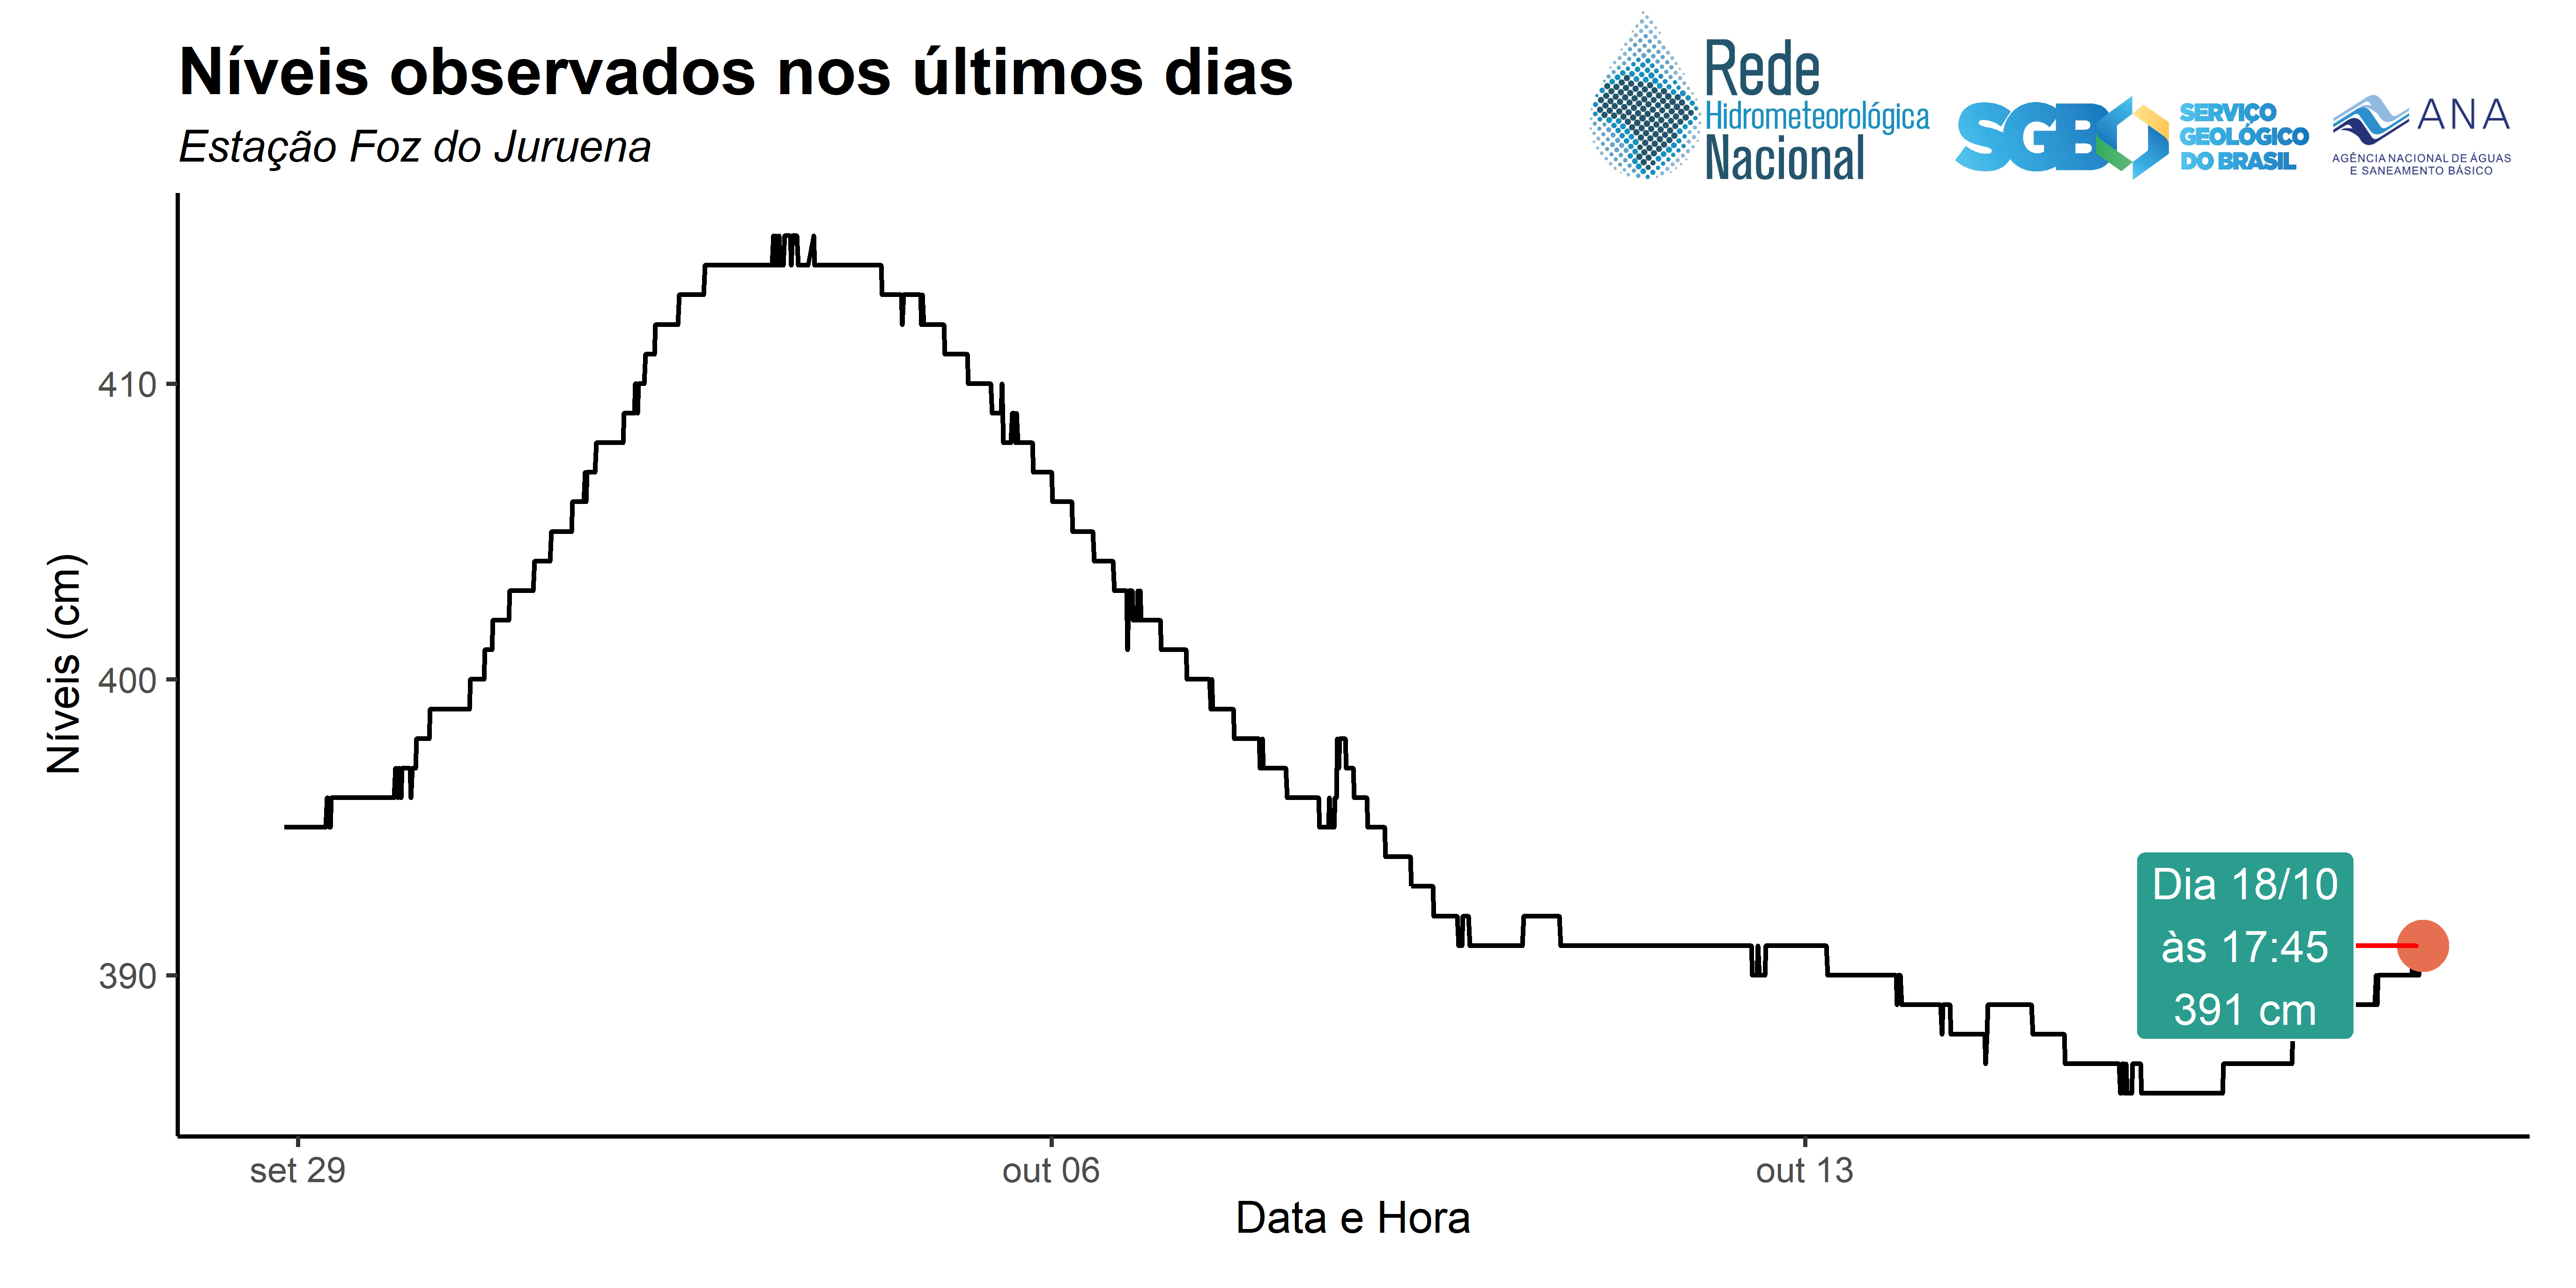 Níveis observados nos últimos dias
Estação Foz do Juruena
Rede
Hidrometeorológica
Nacional
SGB
SERVIÇO
GEOLÓGICO
DO BRASIL
ANA
AGÊNCIA NACIONAL DE ÁGUAS
E SANEAMENTO BÁSICO
Níveis (cm)
410
400
390
Dia 18/10
às 17:45
391 cm
set 29
out 06
out 13
Data e Hora